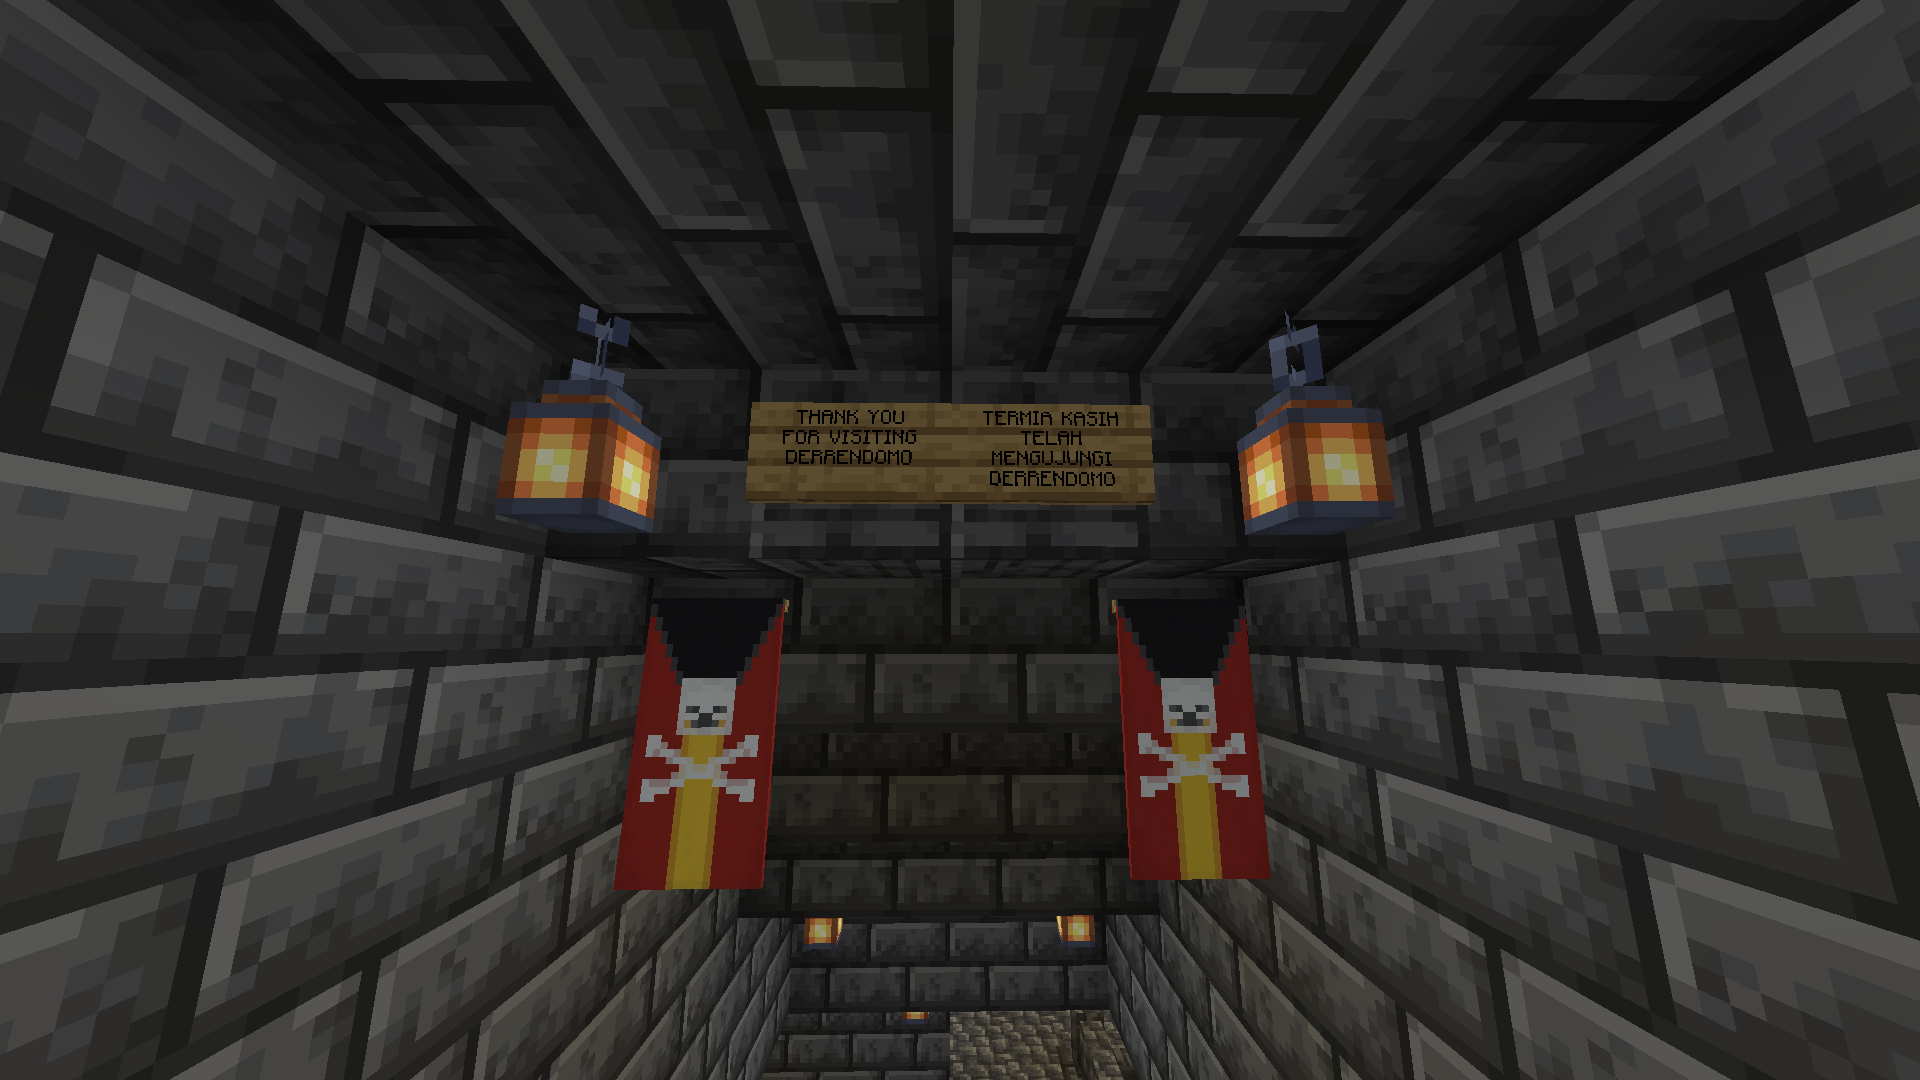 THANK YOU
FOR VISITING
DERRENDOMO
TERMIA KASIH
TELAH
MENGUJUNGI
DERRENDOMO